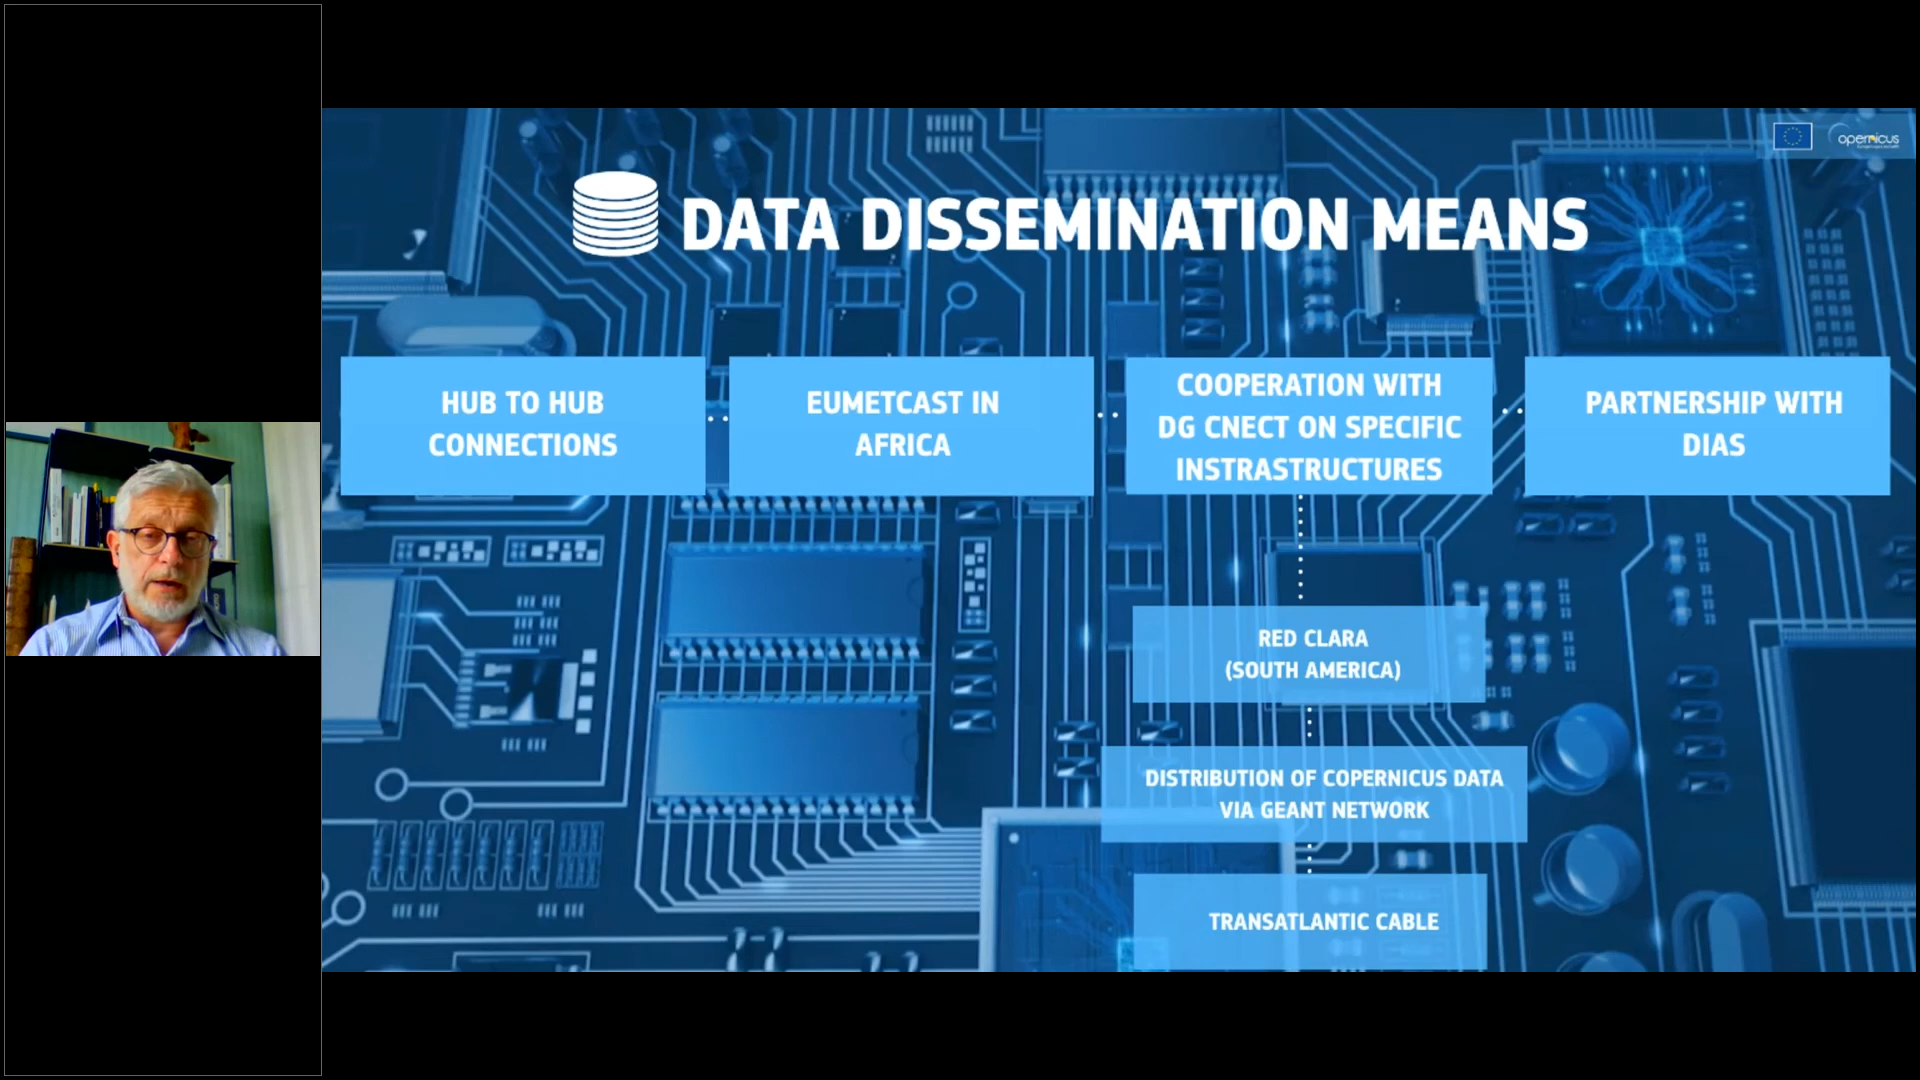 opernicus
DATA DISSEMINATION MEANS
HUB TO HUB
CONNECTIONS
EUMETCAST IN
AFRICA
COOPERATION WITH
DG CNECT ON SPECIFIC
INSTRASTRUCTURES
PARTNERSHIP WITH
DIAS
RED CLARA
(SOUTH AMERICA)
DISTRIBUTION OF COPERNICUS DATA
VIA GEANT NETWORK
TRANSATLANTIC CABLE